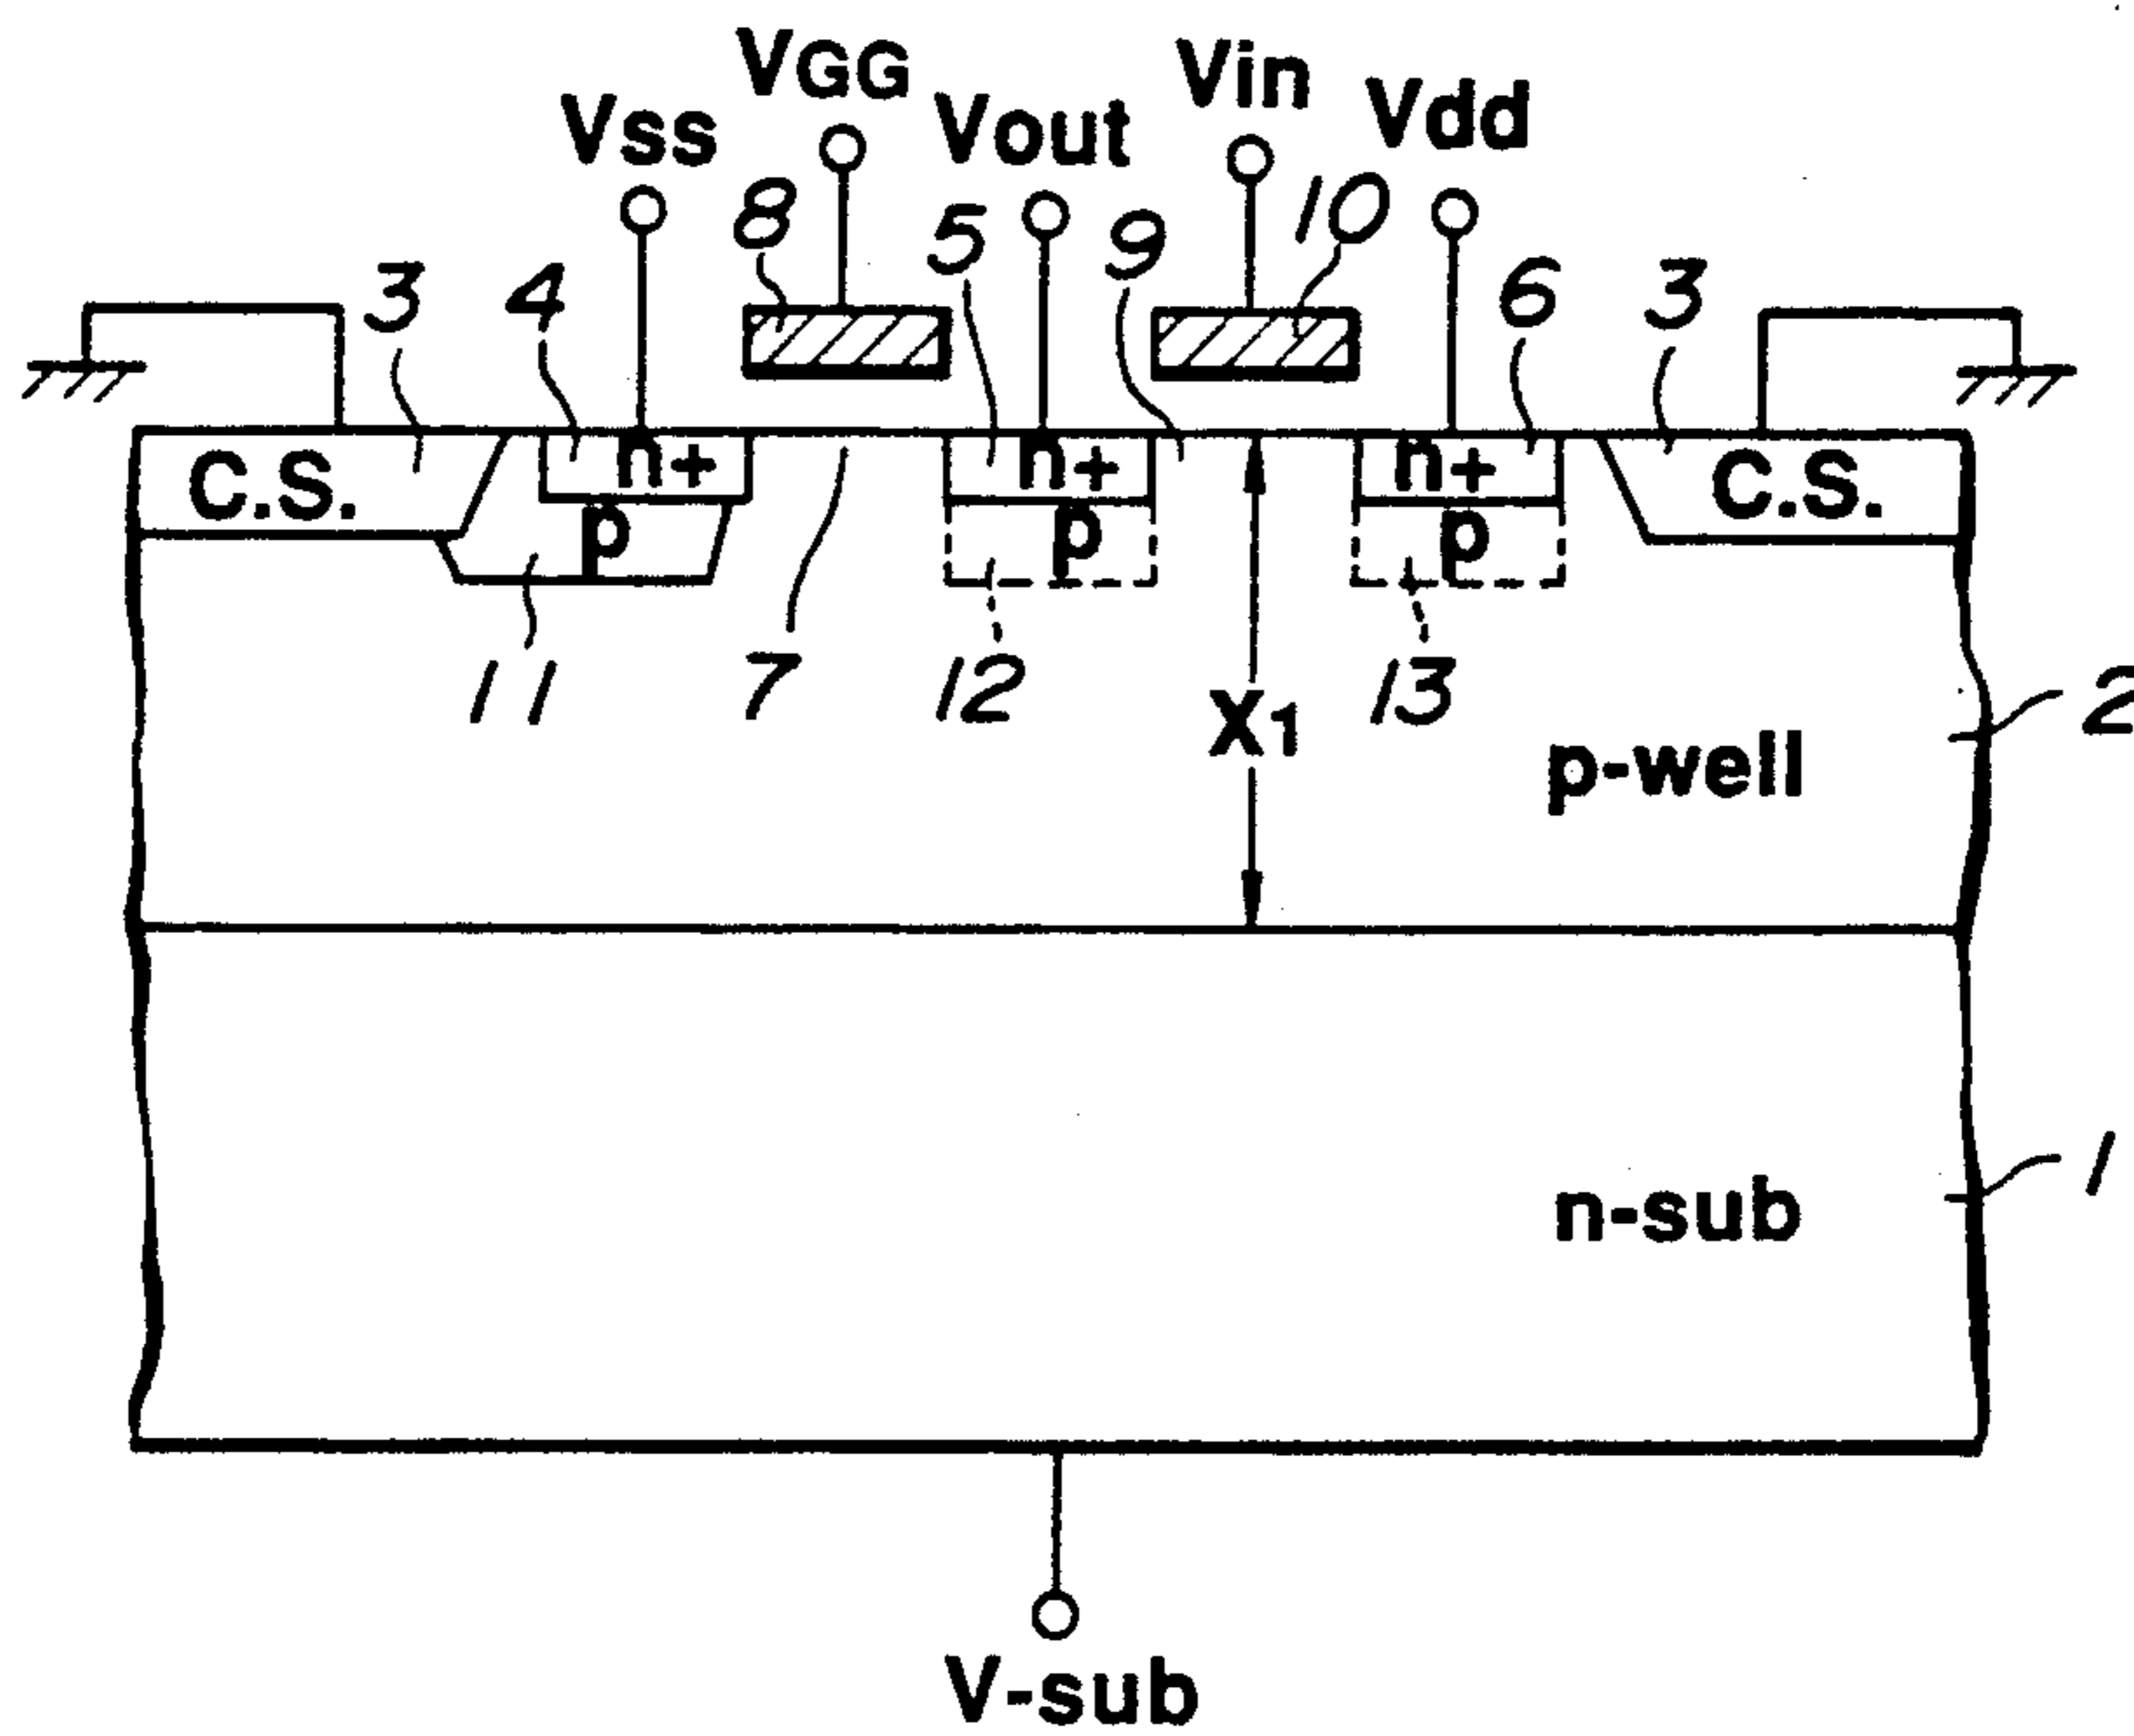 VGG
Vin
Vss
Vout
Vdd
8
5
9
10
3
4
6
3
C.S.
n+
n+
n+
C.S.
p
p
p
11
7
12
X1
13
2
p-well
1
n-sub
V-sub